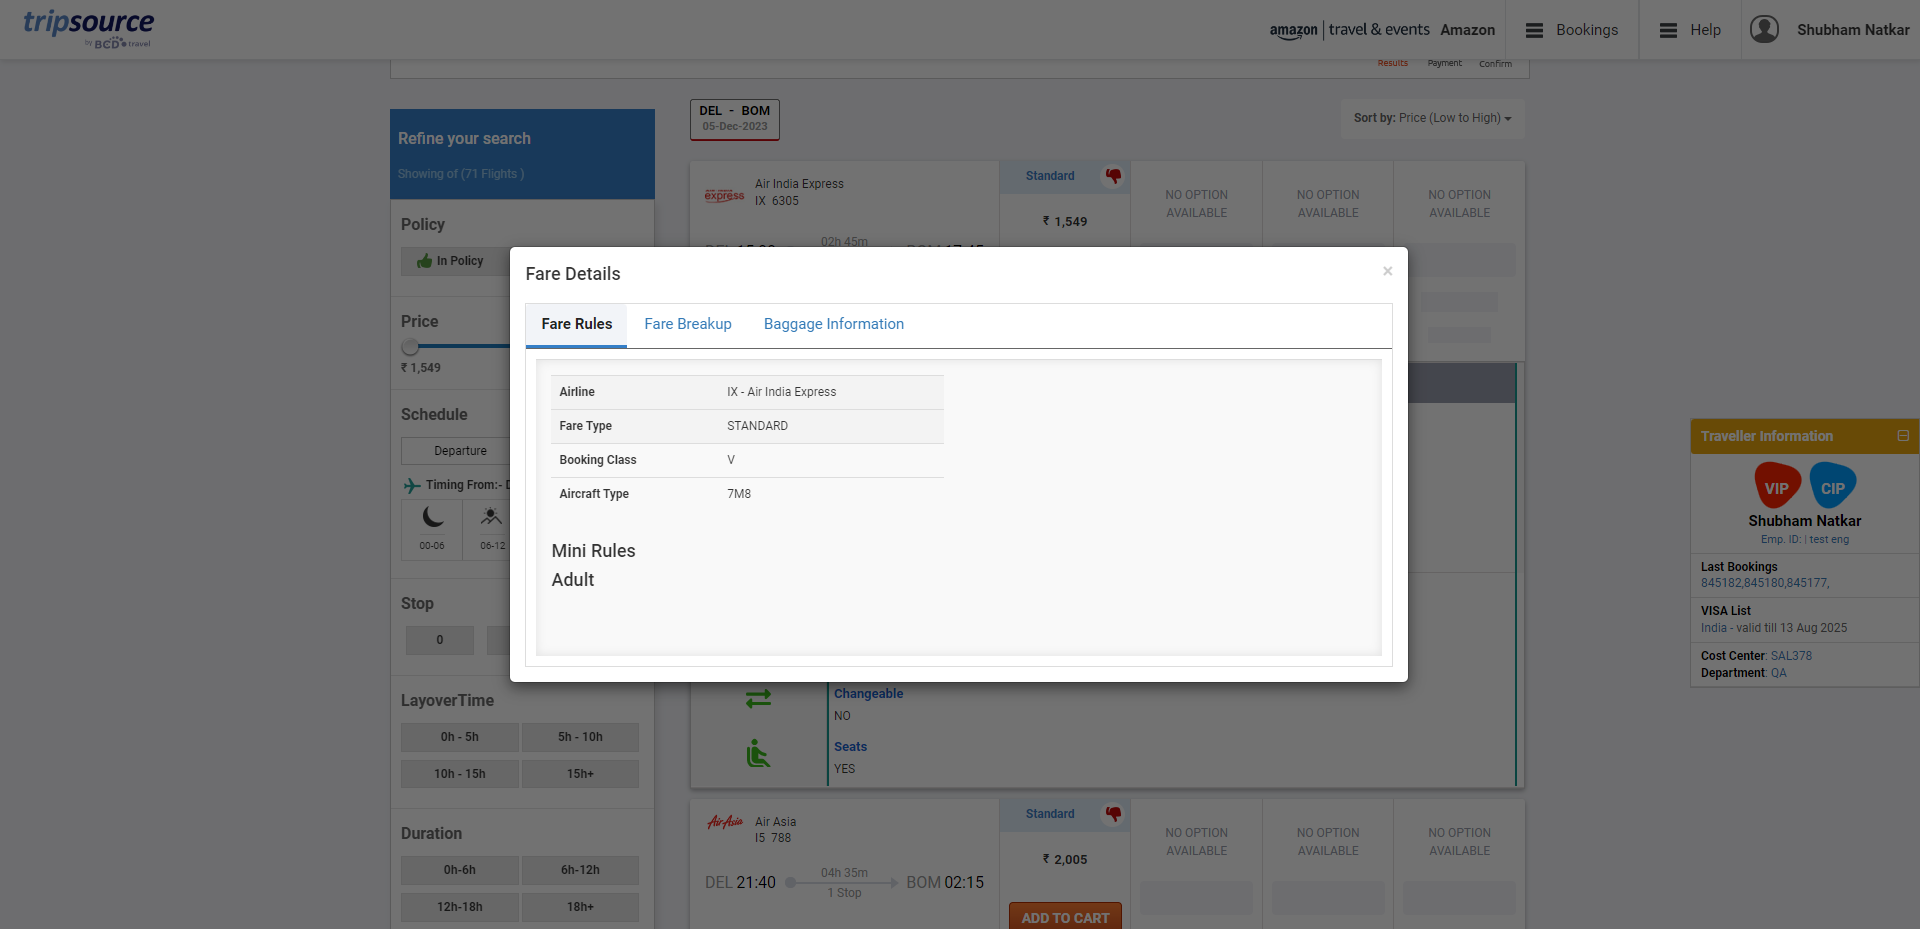 tripsource
by BCD travel
amazon | travel & events Amazon
Bookings
Help
Shubham Natkar
Results Payment Confirm
Refine your search
Showing of (71 Flights )
Policy
In Policy
Price
₹ 1,549
Schedule
Departure
Timing From:-
00-06 06-12
Stop
0
LayoverTime
0h - 5h 5h - 10h
10h - 15h 15h+
Duration
0h-6h 6h-12h
12h-18h 18h+
DEL - BOM
05-Dec-2023
Sort by: Price (Low to High)
express
Air India Express
IX 6305
02h 45m
Standard
₹ 1,549
NO OPTION AVAILABLE
NO OPTION AVAILABLE
NO OPTION AVAILABLE
Fare Details
×
Fare Rules Fare Breakup Baggage Information
Airline IX - Air India Express
Fare Type STANDARD
Booking Class V
Aircraft Type 7M8
Mini Rules
Adult
Changeable
NO
Seats
YES
AirAsia
Air Asia
I5 788
DEL 21:40
04h 35m
1 Stop
BOM 02:15
Standard
₹ 2,005
ADD TO CART
NO OPTION AVAILABLE
NO OPTION AVAILABLE
NO OPTION AVAILABLE
Traveller Information
VIP CIP
Shubham Natkar
Emp. ID: | test eng
Last Bookings
845182,845180,845177,
VISA List
India - valid till 13 Aug 2025
Cost Center: SAL378
Department: QA